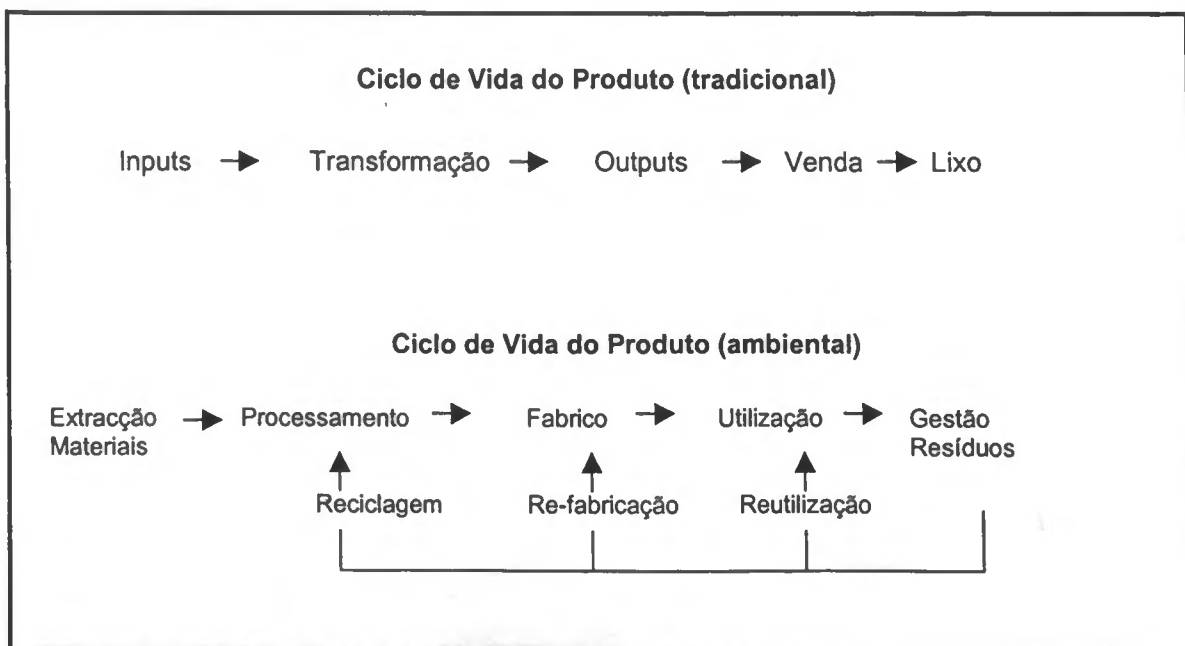 Ciclo de Vida do Produto (tradicional)
Inputs → Transformação → Outputs → Venda → Lixo
Ciclo de Vida do Produto (ambiental)
Extracção → Processamento → Fabrico → Utilização → Gestão
Materiais Resíduos
Reciclagem Re-fabricação Reutilização